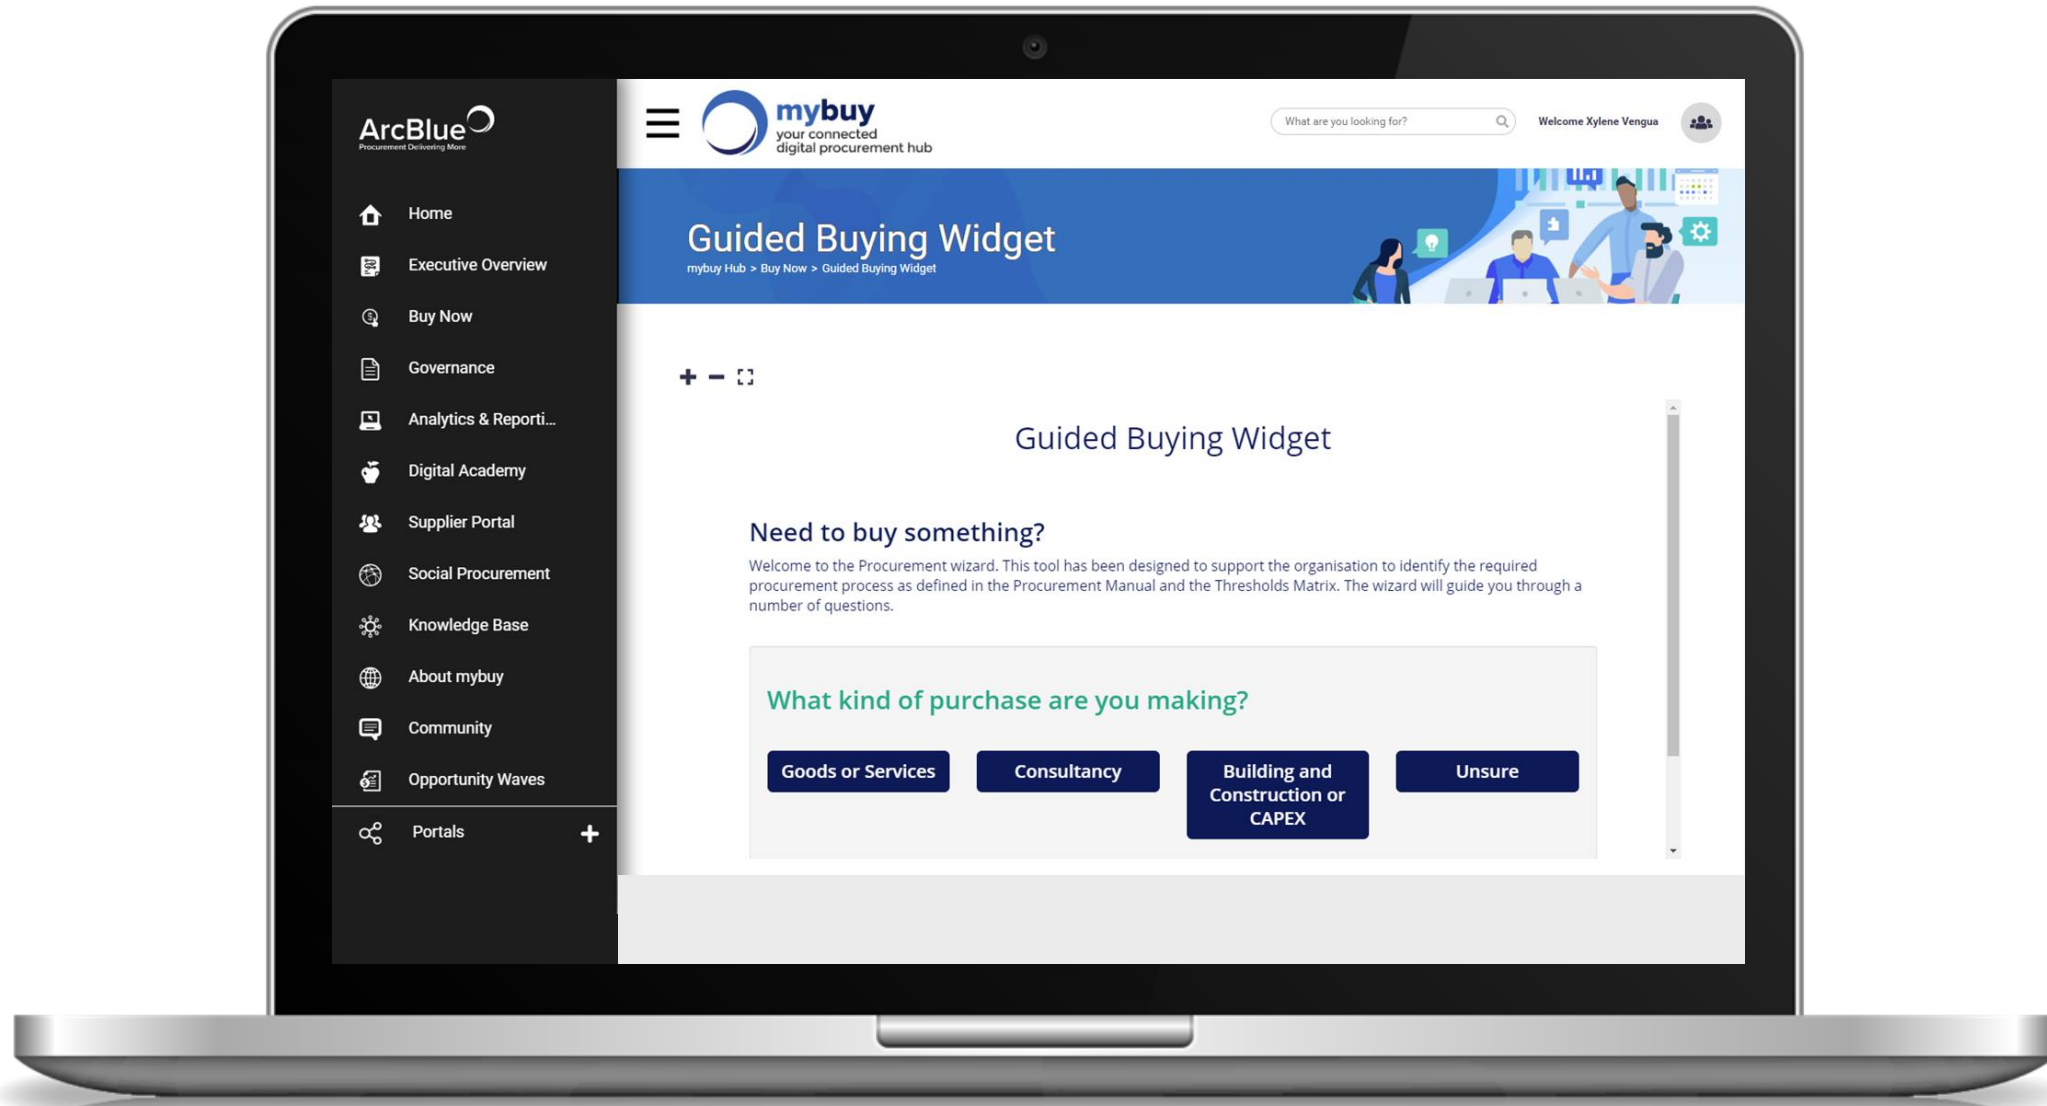 ArcBlue
Procurement Delivering More
Home
Executive Overview
Buy Now
Governance
Analytics & Reporti...
Digital Academy
Supplier Portal
Social Procurement
Knowledge Base
About mybuy
Community
Opportunity Waves
Portals
mybuy
your connected
digital procurement hub
What are you looking for?
Welcome Xylene Vengua
Guided Buying Widget
mybuy Hub > Buy Now > Guided Buying Widget
Guided Buying Widget
Need to buy something?
Welcome to the Procurement wizard. This tool has been designed to support the organisation to identify the required
procurement process as defined in the Procurement Manual and the Thresholds Matrix. The wizard will guide you through a
number of questions.
What kind of purchase are you making?
Goods or Services
Consultancy
Building and
Construction or
CAPEX
Unsure